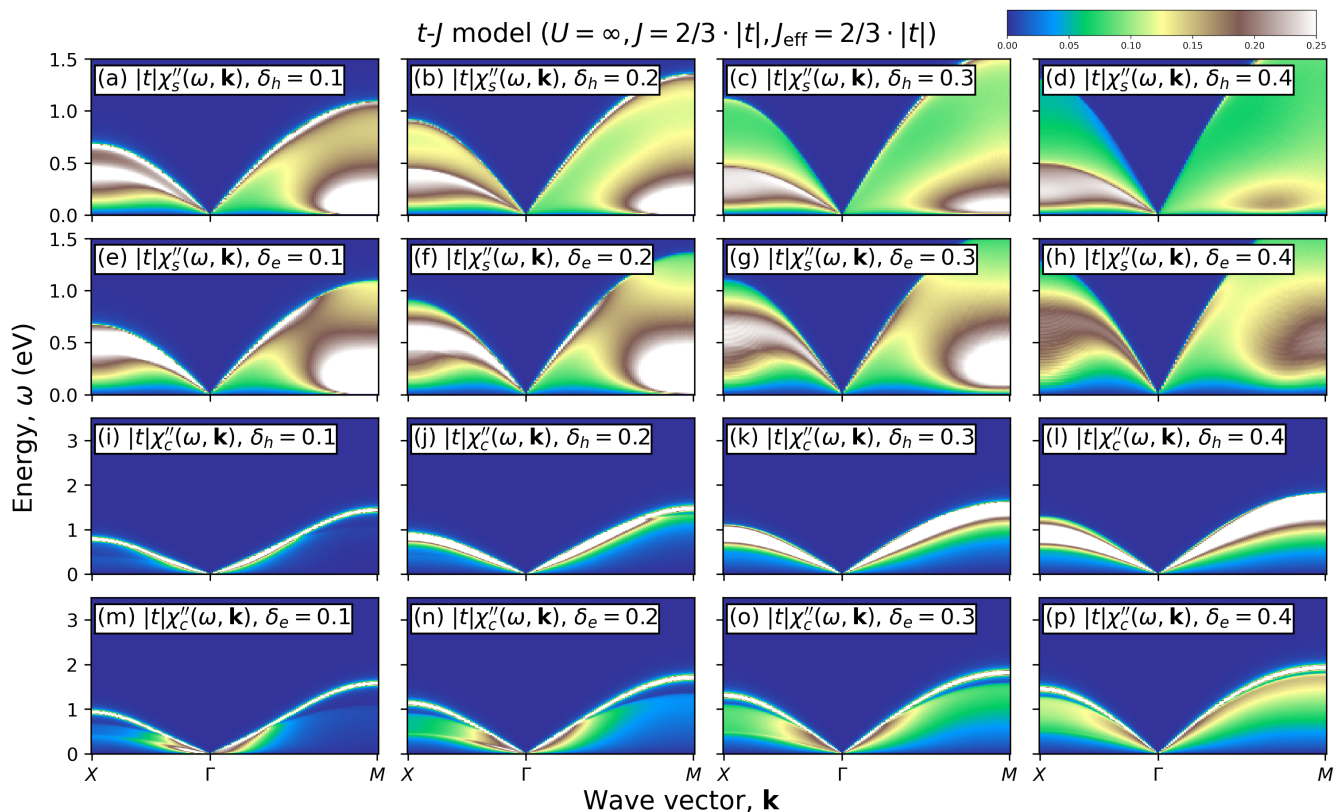 t-J model (U = ∞, J = 2/3 · |t|, J_eff = 2/3 · |t|)
0.00 0.05 0.10 0.15 0.20 0.25
(a) |t|χ″_s(ω, k), δ_h = 0.1
(b) |t|χ″_s(ω, k), δ_h = 0.2
(c) |t|χ″_s(ω, k), δ_h = 0.3
(d) |t|χ″_s(ω, k), δ_h = 0.4
1.5
1.0
0.5
0.0
(e) |t|χ″_s(ω, k), δ_e = 0.1
(f) |t|χ″_s(ω, k), δ_e = 0.2
(g) |t|χ″_s(ω, k), δ_e = 0.3
(h) |t|χ″_s(ω, k), δ_e = 0.4
1.5
1.0
0.5
0.0
Energy, ω (eV)
(i) |t|χ″_c(ω, k), δ_h = 0.1
(j) |t|χ″_c(ω, k), δ_h = 0.2
(k) |t|χ″_c(ω, k), δ_h = 0.3
(l) |t|χ″_c(ω, k), δ_h = 0.4
3
2
1
0
(m) |t|χ″_c(ω, k), δ_e = 0.1
(n) |t|χ″_c(ω, k), δ_e = 0.2
(o) |t|χ″_c(ω, k), δ_e = 0.3
(p) |t|χ″_c(ω, k), δ_e = 0.4
3
2
1
0
X Γ M X Γ M X Γ M X Γ M
Wave vector, k